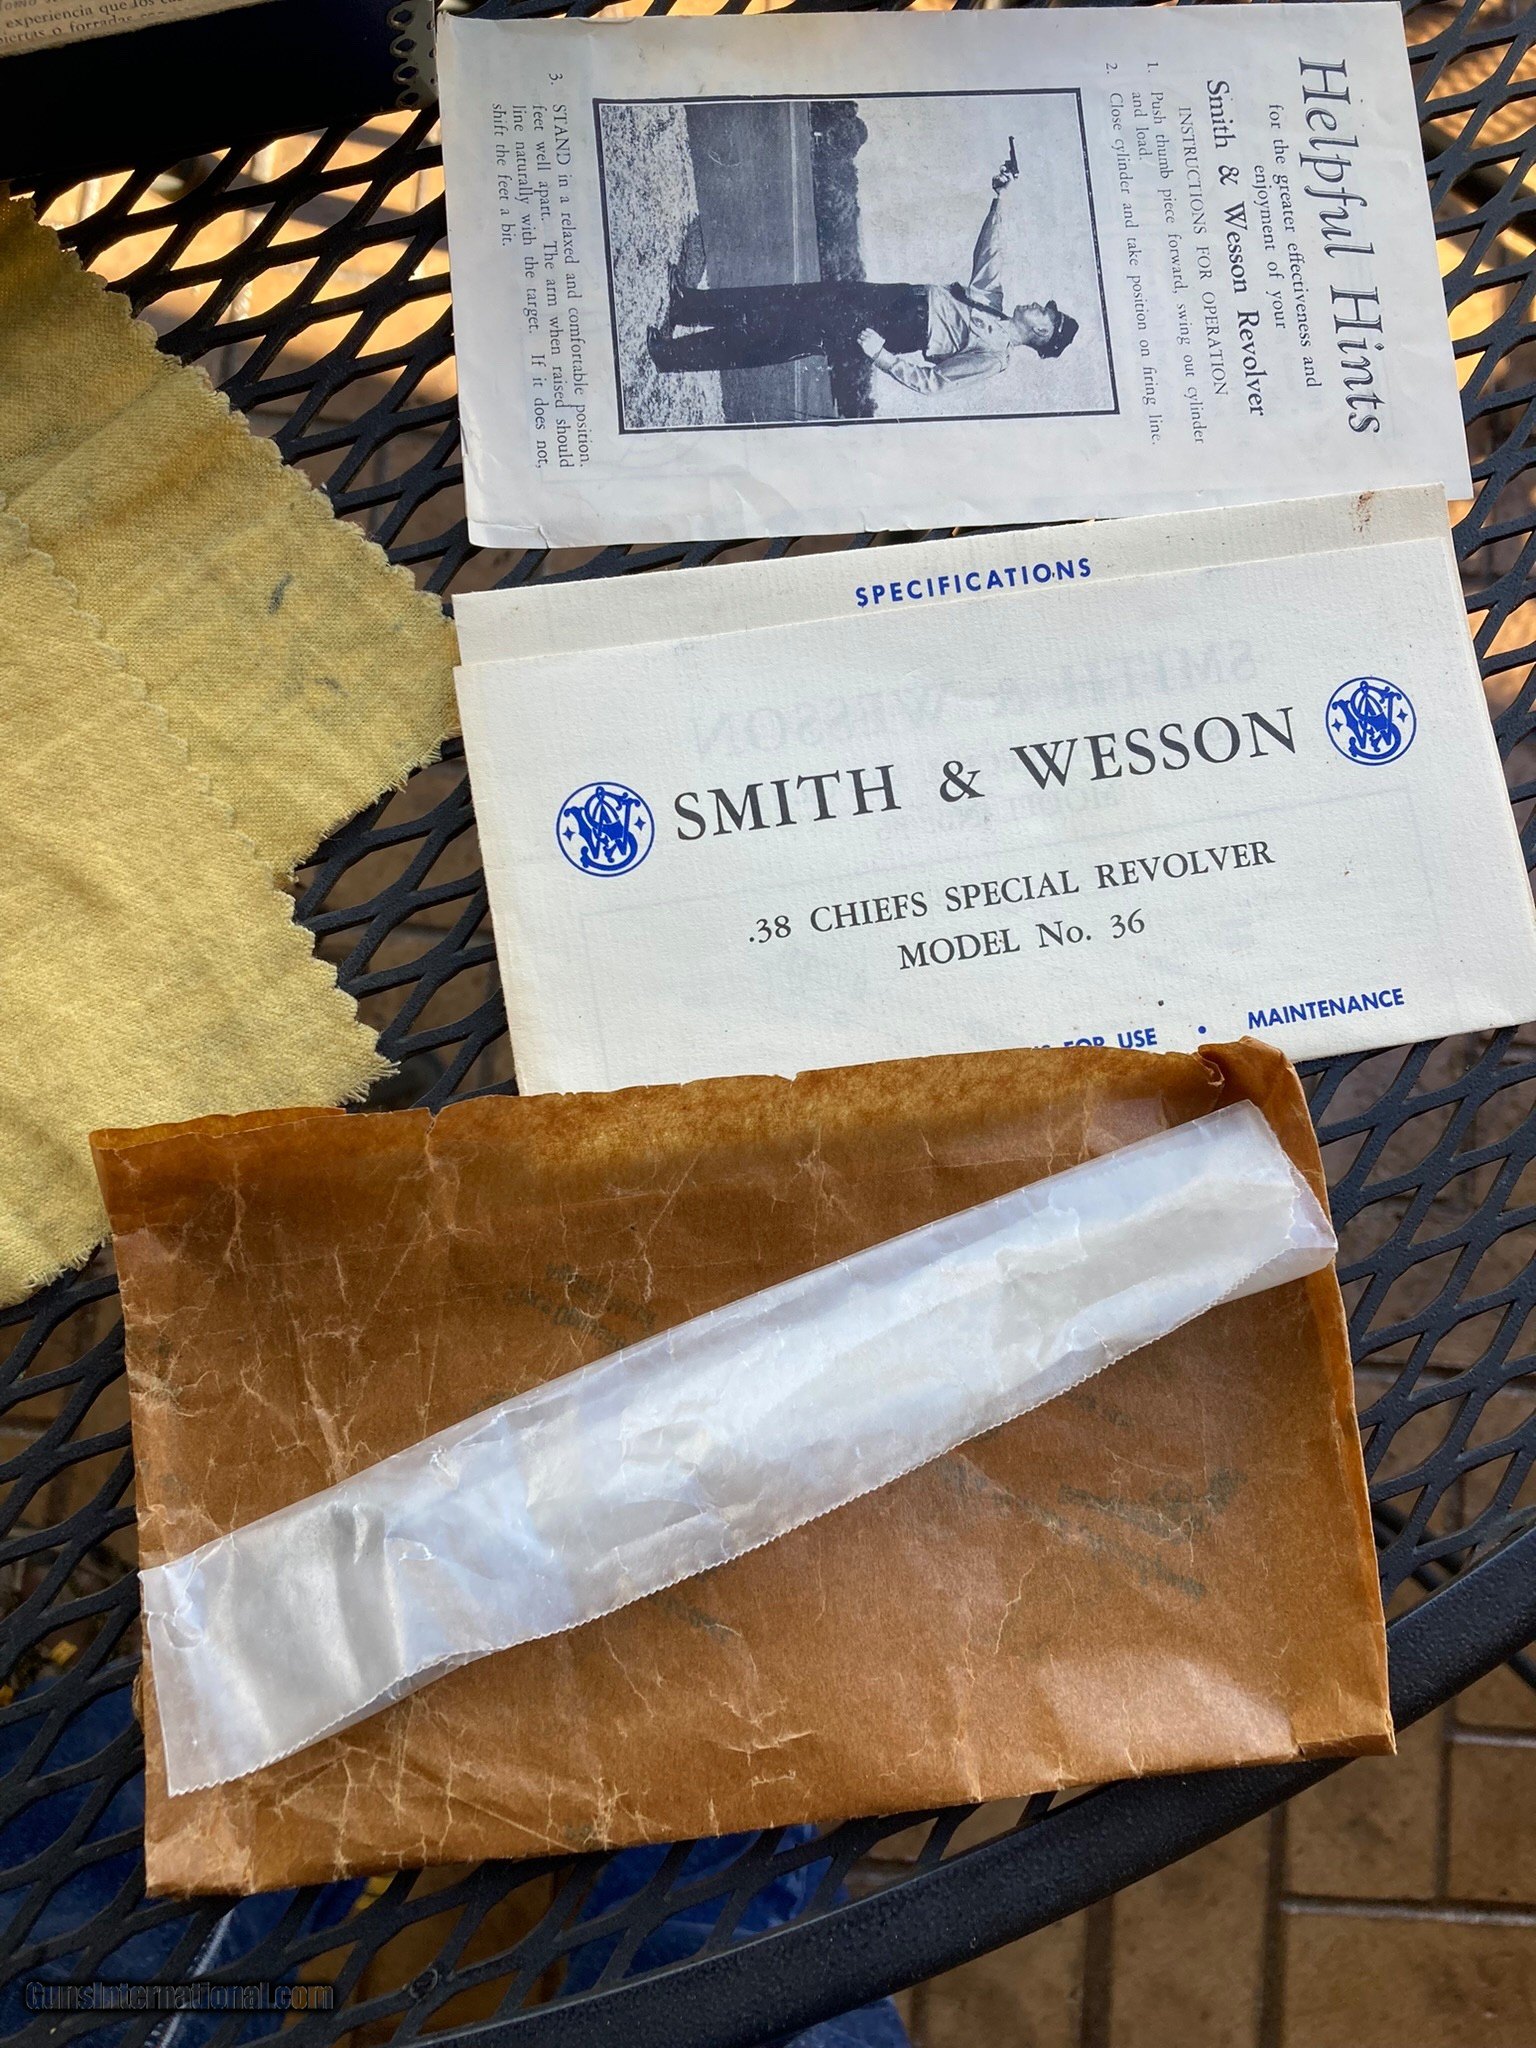 experiencia que los ca
biertas o forradas con
Helpful Hints
for the greater effectiveness and
enjoyment of your
Smith & Wesson Revolver
INSTRUCTIONS FOR OPERATION
1. Push thumb piece forward, swing out cylinder
and load.
2. Close cylinder and take position on firing line.
3. STAND in a relaxed and comfortable position,
feet well apart. The arm when raised should
line naturally with the target. If it does not,
shift the feet a bit.
SPECIFICATIONS
SMITH & WESSON
.38 CHIEFS SPECIAL REVOLVER
MODEL No. 36
FOR USE • MAINTENANCE
GunsInternational.com